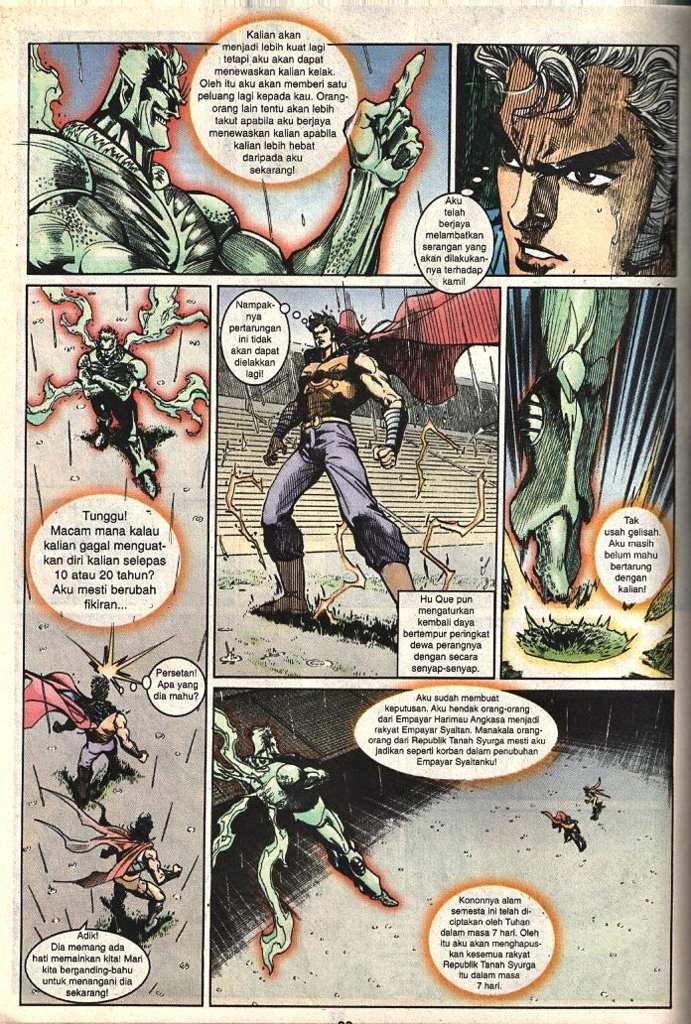 Kalian akan
menjadi lebih kuat lagi
tetapi aku akan dapat
menewaskan kalian kelak.
Oleh itu aku akan memberi satu
peluang lagi kepada kau. Orang-
orang lain tentu akan lebih
takut apabila aku berjaya
menewaskan kalian apabila
kalian lebih hebat
daripada aku
sekarang!
Aku
telah
berjaya
melambatkan
serangan yang
akan dilakukan-
nya terhadap
kami!
Tunggu!
Macam mana kalau
kalian gagal menguat-
kan diri kalian selepas
10 atau 20 tahun?
Aku mesti berubah
fikiran...
Nampak-
nya
pertarungan
ini tidak
akan dapat
dielakkan
lagi!
Hu Que pun
mengaturkan
kembali daya
bertempur peringkat
dewa perangnya
dengan secara
senyap-senyap.
Tak
usah gelisah.
Aku masih
belum mahu
bertarung
dengan
kalian!
Persetan!
Apa yang
dia mahu?
Adik!
Dia memang ada
hati memainkan kita! Mari
kita berganding-bahu
untuk menangani dia
sekarang!
Aku sudah membuat
keputusan. Aku hendak orang-orang
dari Empayar Harimau Angkasa menjadi
rakyat Empayar Syaitan. Manakala orang-
orang dari Republik Tanah Syurga mesti aku
jadikan seperti korban dalam penubuhan
Empayar Syaitanku!
Kononnya alam
semesta ini telah di-
ciptakan oleh Tuhan
dalam masa 7 hari. Oleh
itu aku akan menghapus-
kan kesemua rakyat
Republik Tanah Syurga
itu dalam masa
7 hari.